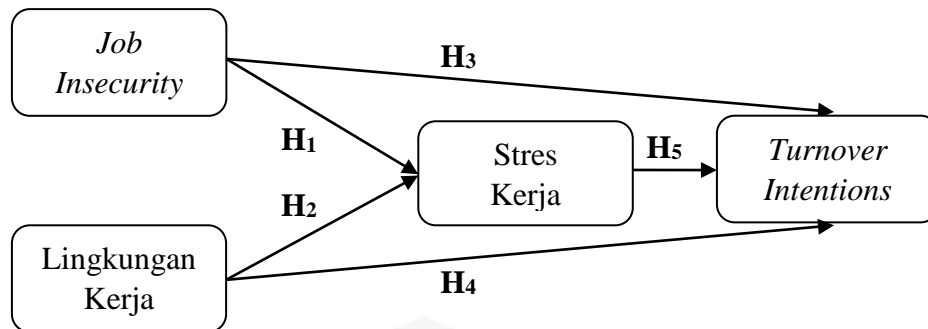 Job
Insecurity
H3
H1
Stres
Kerja
H5
Turnover
Intentions
H2
Lingkungan
Kerja
H4